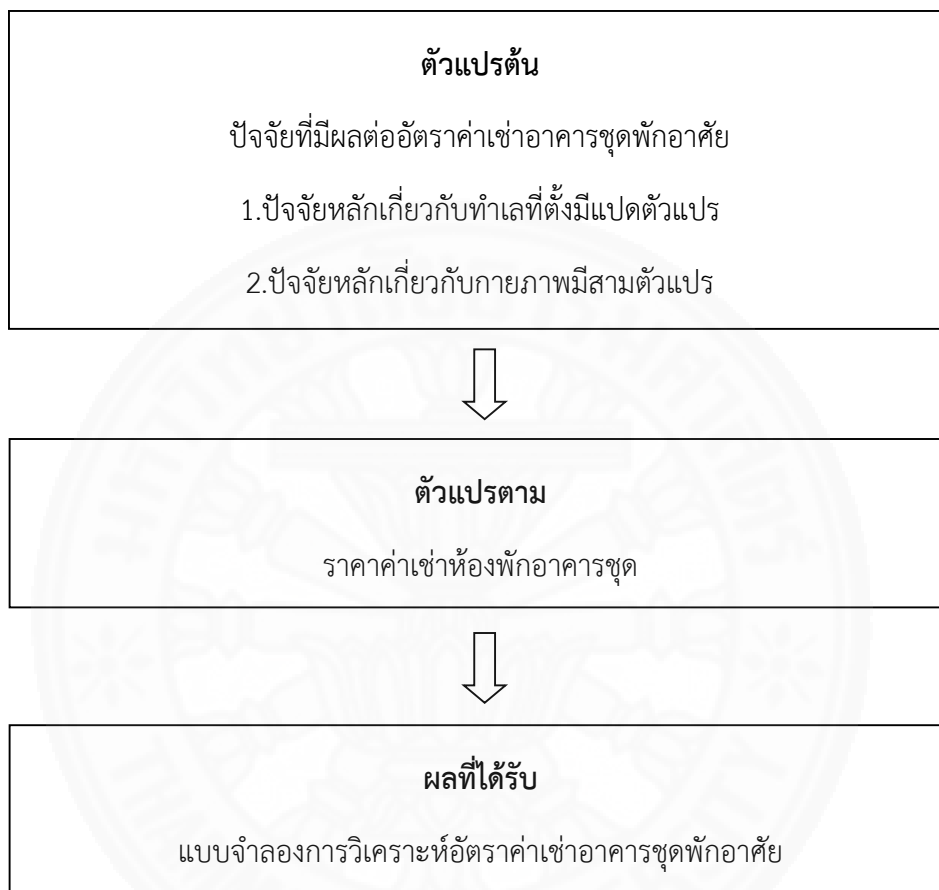 ตัวแปรต้น
ปัจจัยที่มีผลต่ออัตราค่าเช่าอาคารชุดพักอาศัย
1.ปัจจัยหลักเกี่ยวกับทำเลที่ตั้งมีแปดตัวแปร
2.ปัจจัยหลักเกี่ยวกับกายภาพมีสามตัวแปร
ตัวแปรตาม
ราคาค่าเช่าห้องพักอาคารชุด
ผลที่ได้รับ
แบบจำลองการวิเคราะห์อัตราค่าเช่าอาคารชุดพักอาศัย